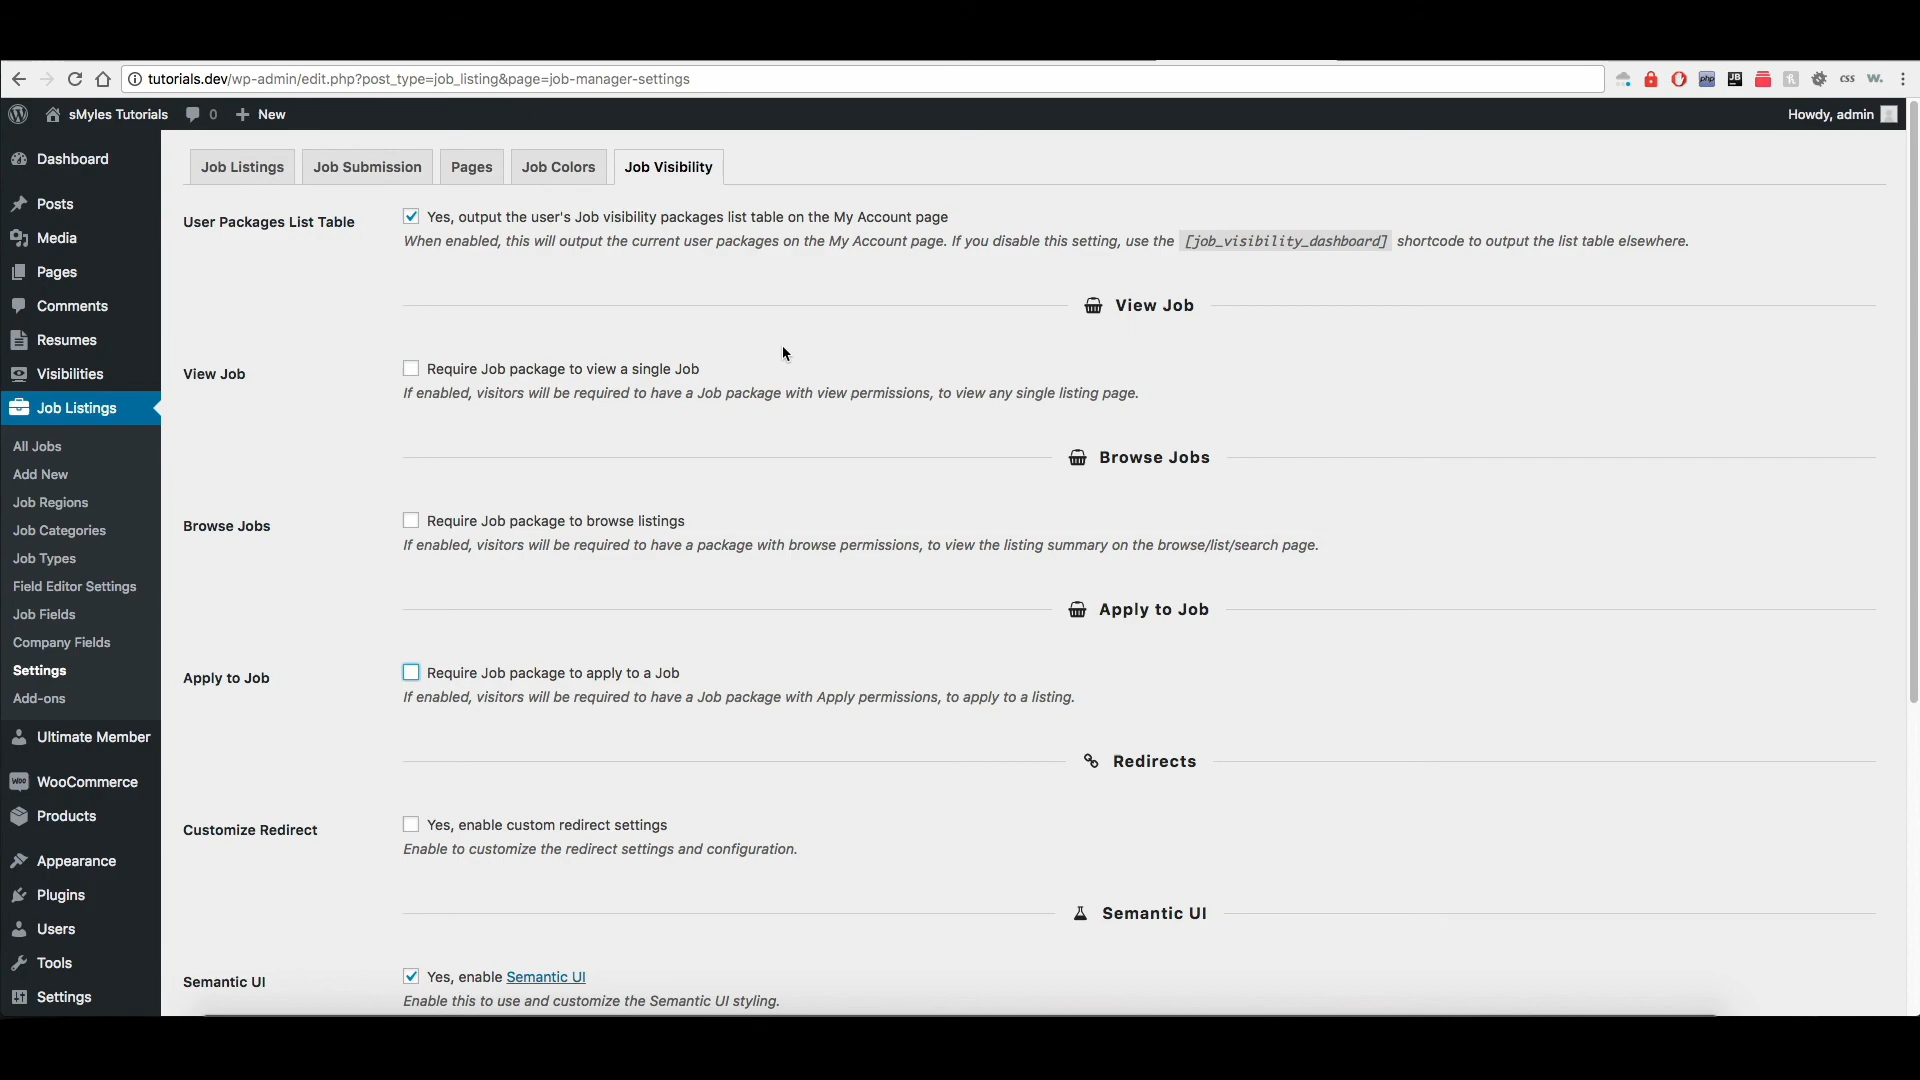 tutorials.dev/wp-admin/edit.php?post_type=job_listing&page=job-manager-settings
php JB css w.
sMyles Tutorials 0 New Howdy, admin
Dashboard
Posts
Media
Pages
Comments
Resumes
Visibilities
Job Listings
All Jobs
Add New
Job Regions
Job Categories
Job Types
Field Editor Settings
Job Fields
Company Fields
Settings
Add-ons
Ultimate Member
WOO WooCommerce
Products
Appearance
Plugins
Users
Tools
Settings
Job Listings Job Submission Pages Job Colors Job Visibility
User Packages List Table
Yes, output the user's Job visibility packages list table on the My Account page
When enabled, this will output the current user packages on the My Account page. If you disable this setting, use the [job_visibility_dashboard] shortcode to output the list table elsewhere.
View Job
View Job
Require Job package to view a single Job
If enabled, visitors will be required to have a Job package with view permissions, to view any single listing page.
Browse Jobs
Browse Jobs
Require Job package to browse listings
If enabled, visitors will be required to have a package with browse permissions, to view the listing summary on the browse/list/search page.
Apply to Job
Apply to Job
Require Job package to apply to a Job
If enabled, visitors will be required to have a Job package with Apply permissions, to apply to a listing.
Redirects
Customize Redirect
Yes, enable custom redirect settings
Enable to customize the redirect settings and configuration.
Semantic UI
Semantic UI
Yes, enable Semantic UI
Enable this to use and customize the Semantic UI styling.